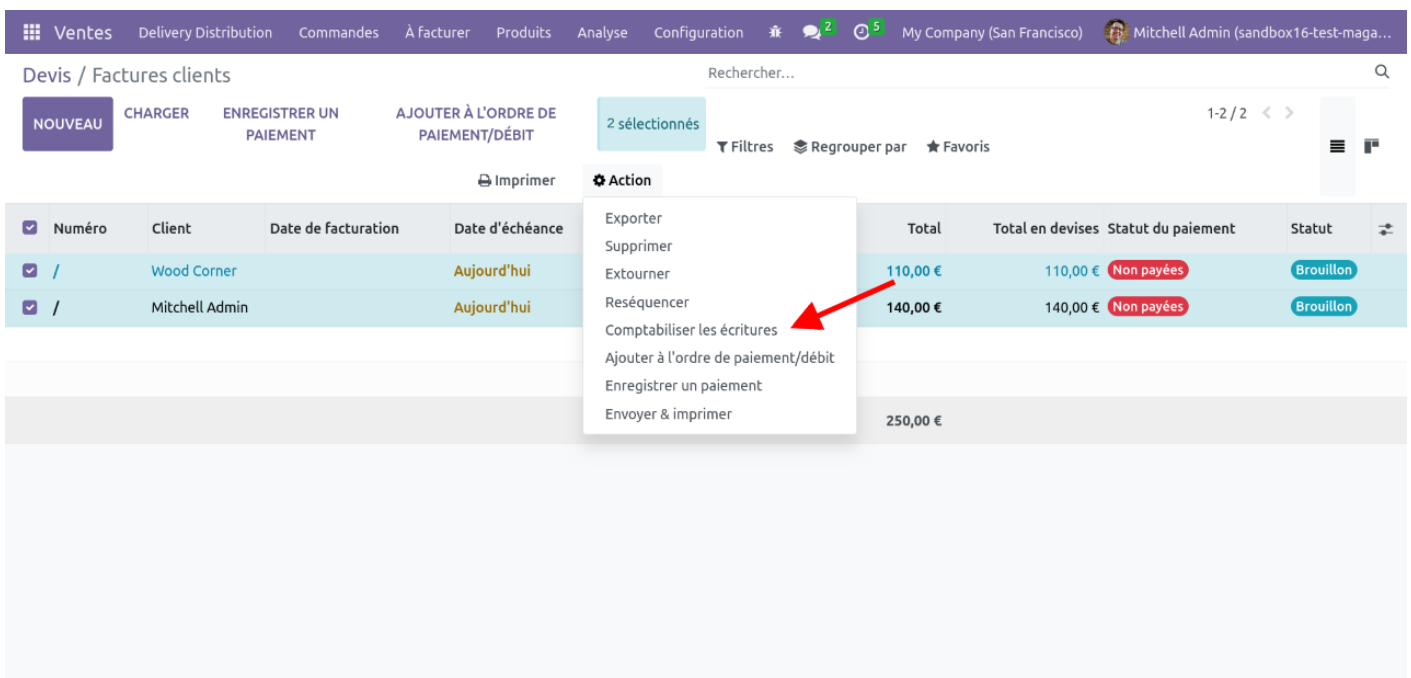 Ventes Delivery Distribution Commandes À facturer Produits Analyse Configuration 2 5 My Company (San Francisco) Mitchell Admin (sandbox16-test-maga...
Devis / Factures clients
Rechercher...
NOUVEAU
CHARGER
ENREGISTRER UN
PAIEMENT
AJOUTER À L'ORDRE DE
PAIEMENT/DÉBIT
2 sélectionnés
1-2 / 2
Filtres Regrouper par Favoris
Imprimer Action
Numéro Client Date de facturation Date d'échéance Total Total en devises Statut du paiement Statut
/ Wood Corner Aujourd'hui 110,00 € 110,00 € Non payées Brouillon
/ Mitchell Admin Aujourd'hui 140,00 € 140,00 € Non payées Brouillon
Exporter
Supprimer
Extourner
Reséquencer
Comptabiliser les écritures
Ajouter à l'ordre de paiement/débit
Enregistrer un paiement
Envoyer & imprimer
250,00 €